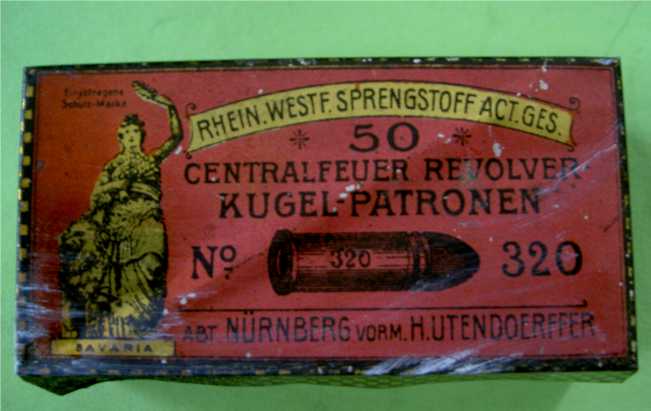 Eingetragene
Schutz-Marke
RHEIN. WESTF. SPRENGSTOFF ACT. GES.
50
CENTRALFEUER REVOLVER-
KUGEL-PATRONEN
No. 320 320
ABT NÜRNBERG VORM. H. UTENDOERFFER
BAVARIA